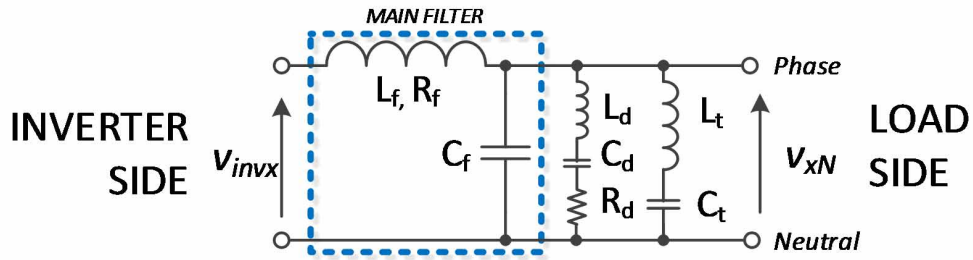 MAIN FILTER
Phase
Lf, Rf
Ld
Lt
INVERTER
SIDE
vinvx
Cf
Cd
Rd
Ct
vxN
LOAD
SIDE
Neutral